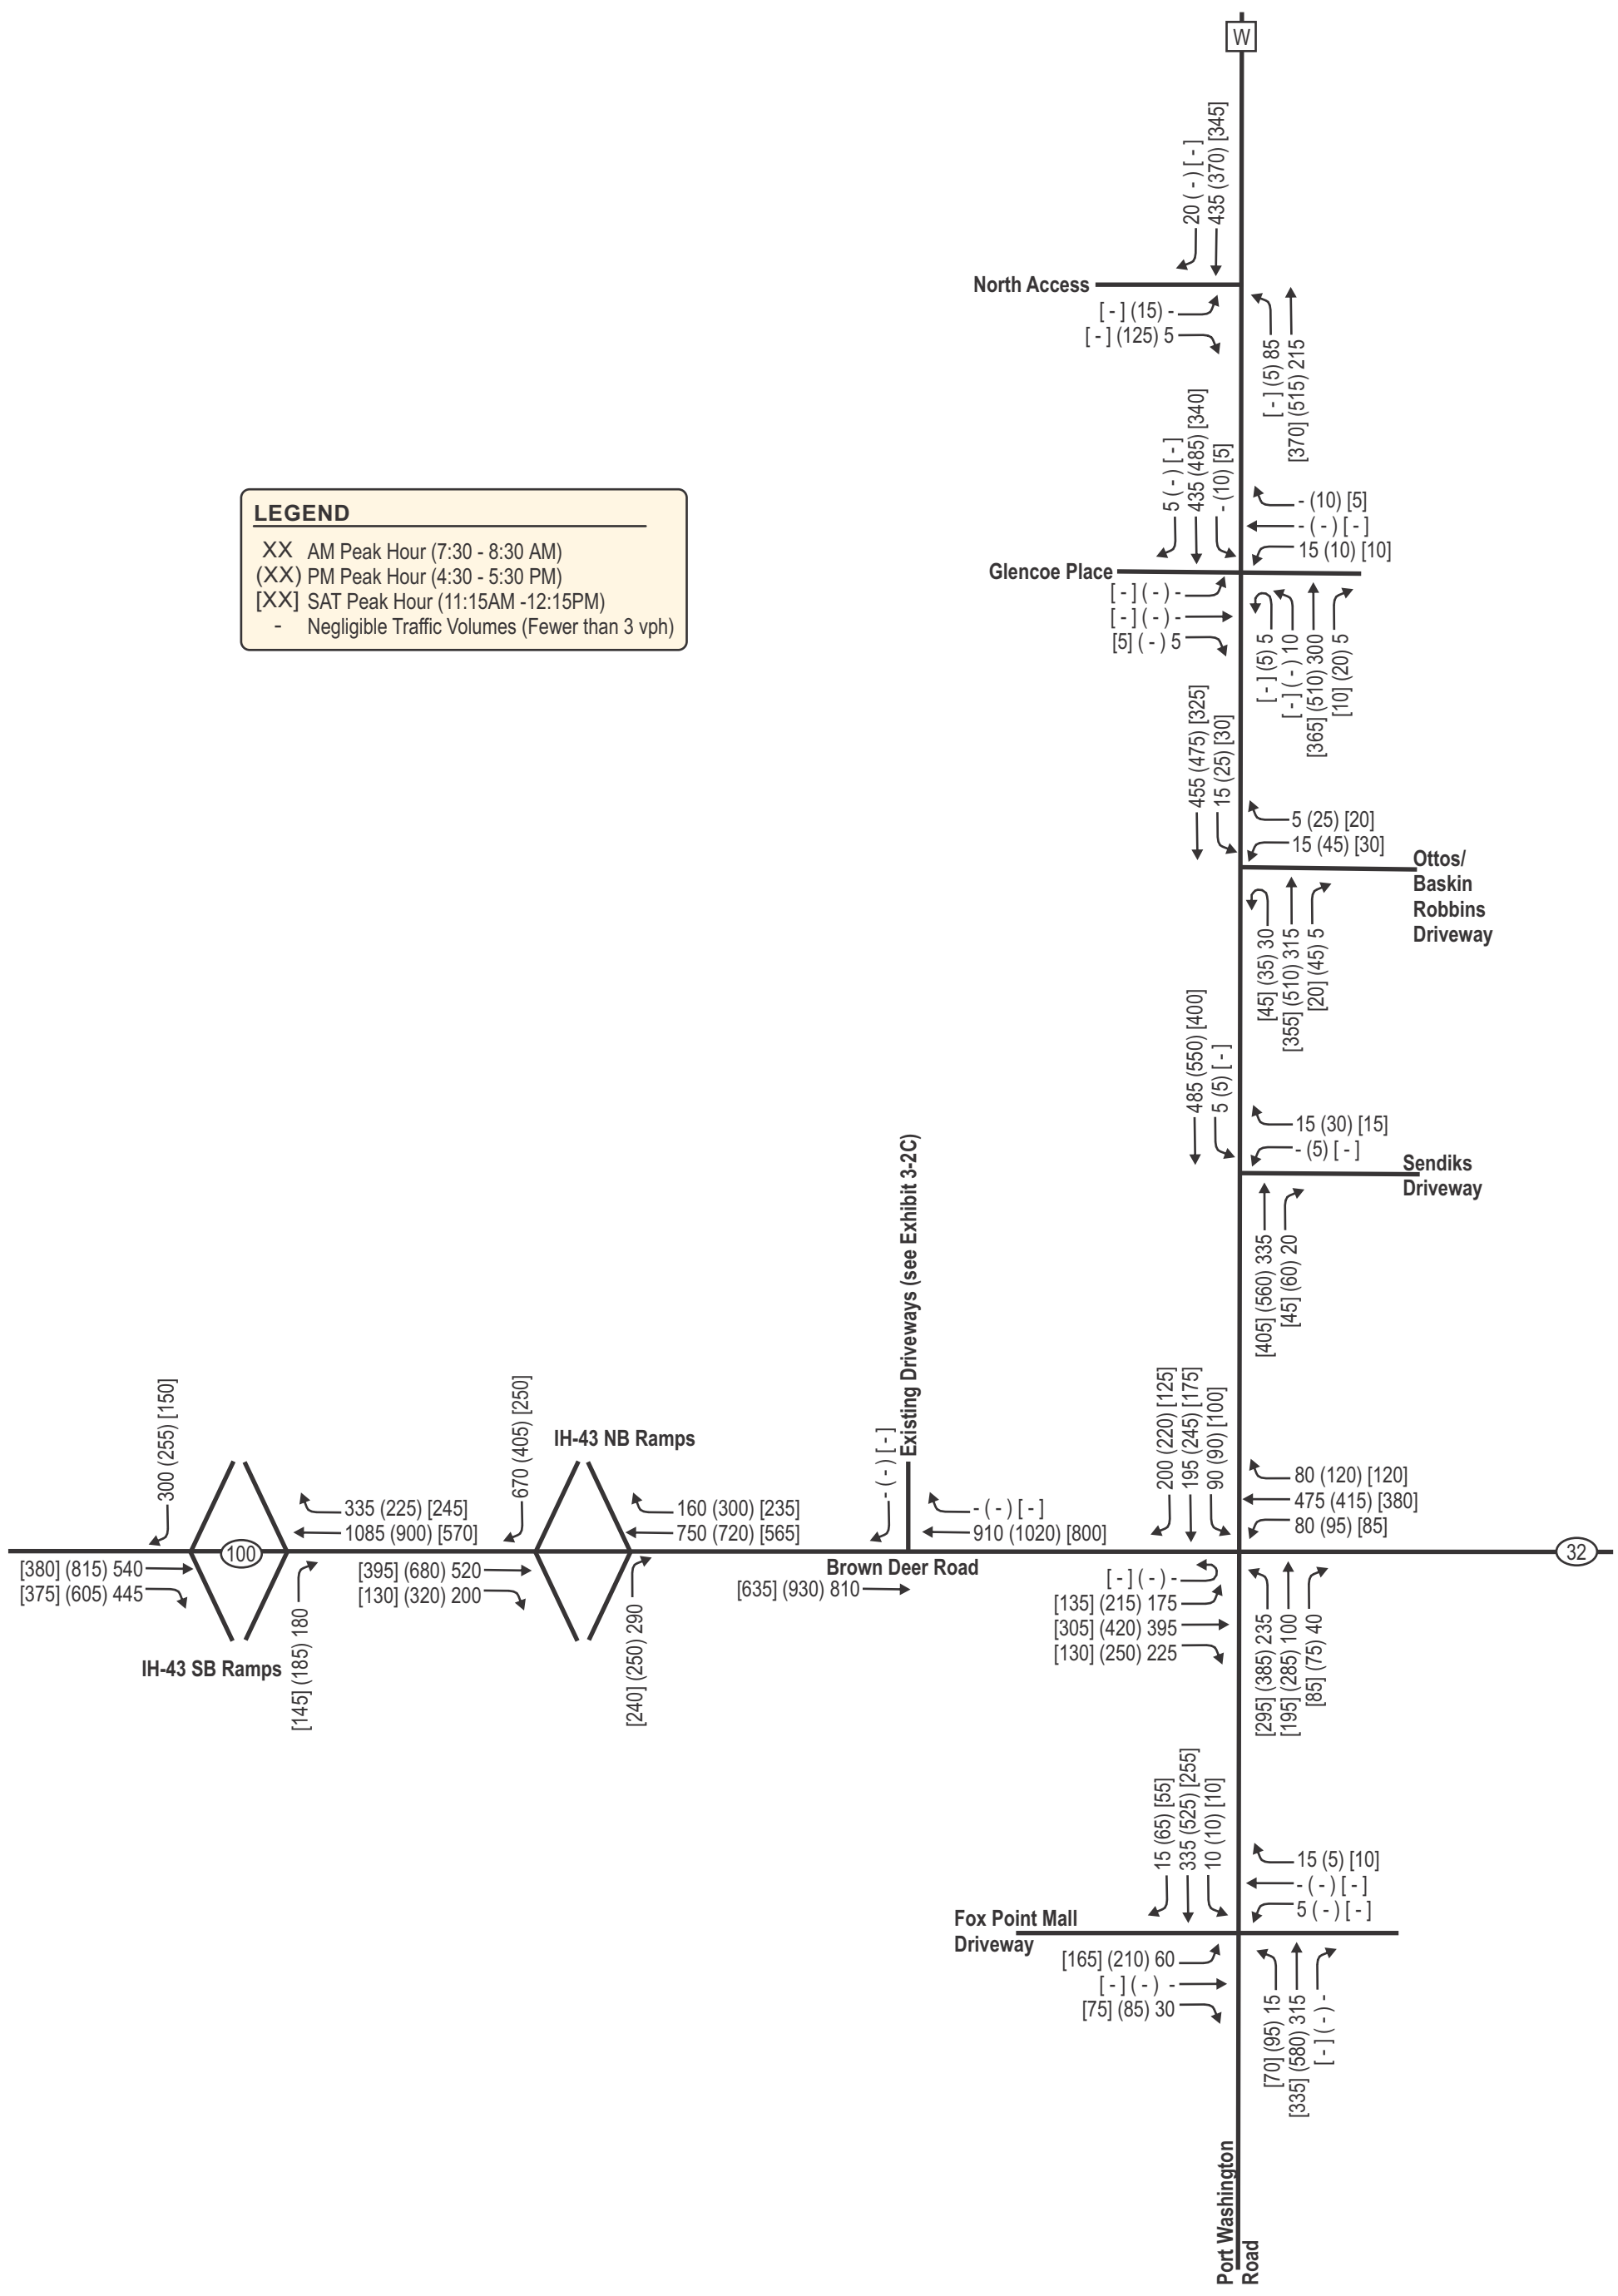 W
20 ( - ) [ - ]
435 (370) [345]
North Access
[ - ] (15) -
[ - ] (125) 5
[ - ] (5) 85
[370] (515) 215
5 ( - ) [ - ]
435 (485) [340]
- (10) [5]
- (10) [5]
- ( - ) [ - ]
15 (10) [10]
LEGEND
XX AM Peak Hour (7:30 - 8:30 AM)
(XX) PM Peak Hour (4:30 - 5:30 PM)
[XX] SAT Peak Hour (11:15AM -12:15PM)
- Negligible Traffic Volumes (Fewer than 3 vph)
Glencoe Place
[ - ] ( - ) -
[ - ] ( - ) -
[5] ( - ) 5
[ - ] (5) 5
[ - ] ( - ) 10
[365] (510) 300
[10] (20) 5
455 (475) [325]
15 (25) [30]
5 (25) [20]
15 (45) [30]
Ottos/
Baskin
Robbins
Driveway
[45] (35) 30
[355] (510) 315
[20] (45) 5
485 (550) [400]
5 (5) [ - ]
15 (30) [15]
- (5) [ - ]
Sendiks
Driveway
[405] (560) 335
[45] (60) 20
300 (255) [150]
335 (225) [245]
1085 (900) [570]
100
[380] (815) 540
[375] (605) 445
IH-43 SB Ramps
[145] (185) 180
670 (405) [250]
IH-43 NB Ramps
160 (300) [235]
750 (720) [565]
[395] (680) 520
[130] (320) 200
[240] (250) 290
- ( - ) [ - ]
Existing Driveways (see Exhibit 3-2C)
- ( - ) [ - ]
910 (1020) [800]
Brown Deer Road
[635] (930) 810
200 (220) [125]
195 (245) [175]
90 (90) [100]
80 (120) [120]
475 (415) [380]
80 (95) [85]
32
[ - ] ( - ) -
[135] (215) 175
[305] (420) 395
[130] (250) 225
[295] (385) 235
[195] (285) 100
[85] (75) 40
15 (65) [55]
335 (525) [255]
10 (10) [10]
15 (5) [10]
- ( - ) [ - ]
5 ( - ) [ - ]
Fox Point Mall
Driveway
[165] (210) 60
[ - ] ( - ) -
[75] (85) 30
[70] (95) 15
[335] (580) 315
[ - ] ( - ) -
Port Washington
Road